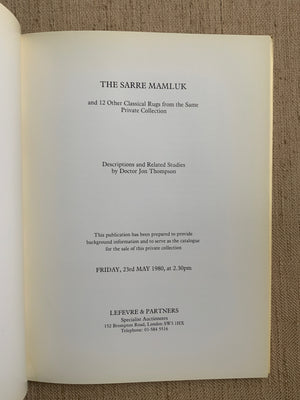 THE SARRE MAMLUK
and 12 Other Classical Rugs from the Same
Private Collection
Descriptions and Related Studies
by Doctor Jon Thompson
This publication has been prepared to provide
background information and to serve as the catalogue
for the sale of this private collection
FRIDAY, 23rd MAY 1980, at 2.30pm
LEFEVRE & PARTNERS
Specialist Auctioneers
152 Brompton Road, London SW3 1HX
Telephone: 01-584 5516